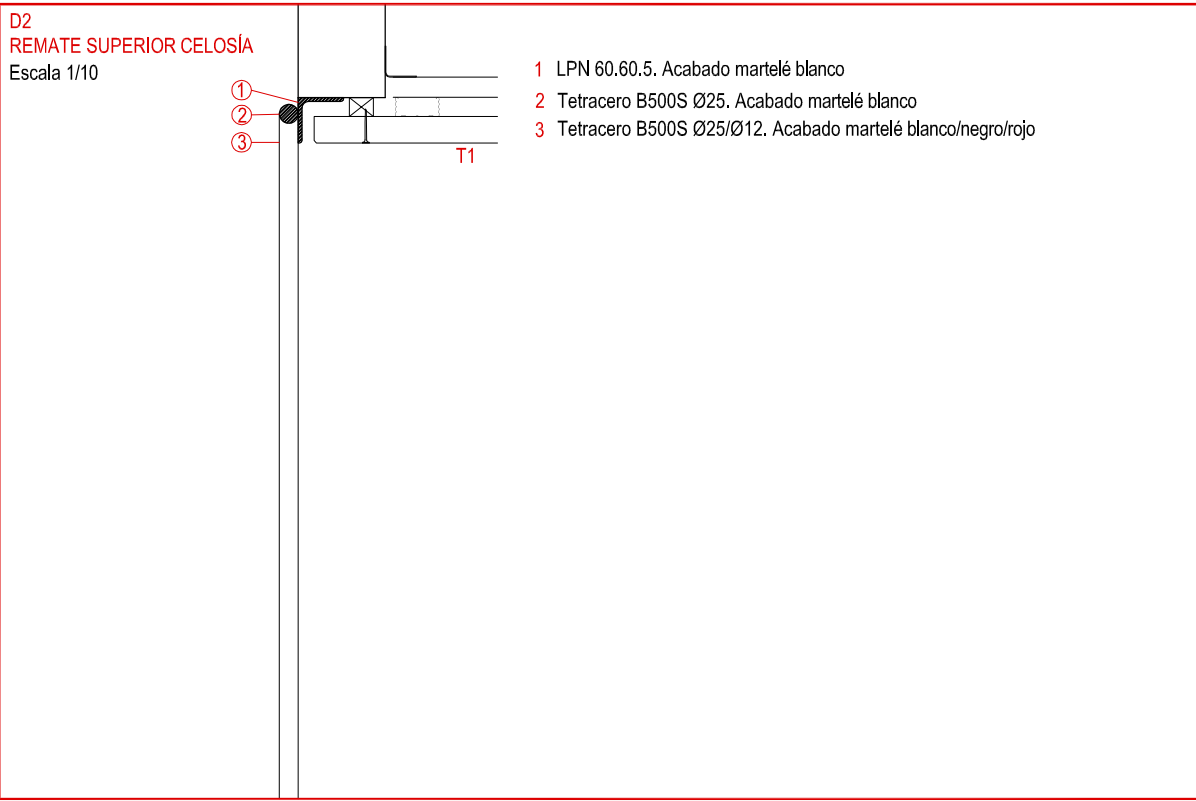 D2
REMATE SUPERIOR CELOSÍA
Escala 1/10
1
2
3
1 LPN 60.60.5. Acabado martelé blanco
2 Tetracero B500S Ø25. Acabado martelé blanco
3 Tetracero B500S Ø25/Ø12. Acabado martelé blanco/negro/rojo
T1